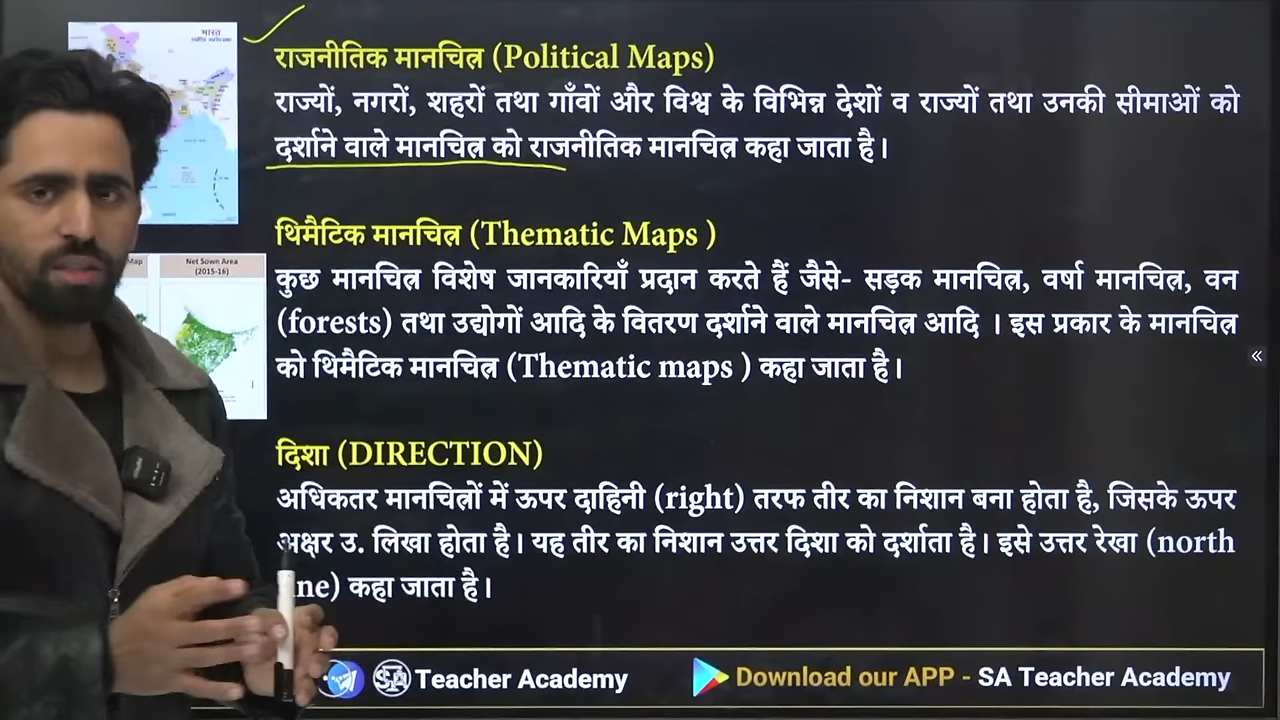 भारत
राजनीतिक मानचित्र (Political Maps)
राज्यों, नगरों, शहरों तथा गाँवों और विश्व के विभिन्न देशों व राज्यों तथा उनकी सीमाओं को
दर्शाने वाले मानचित्र को राजनीतिक मानचित्र कहा जाता है।
थिमैटिक मानचित्र (Thematic Maps )
Map
Net Sown Area
(2015-16)
कुछ मानचित्र विशेष जानकारियाँ प्रदान करते हैं जैसे- सड़क मानचित्र, वर्षा मानचित्र, वन
(forests) तथा उद्योगों आदि के वितरण दर्शाने वाले मानचित्र आदि । इस प्रकार के मानचित्र
को थिमैटिक मानचित्र (Thematic maps ) कहा जाता है।
दिशा (DIRECTION)
अधिकतर मानचित्रों में ऊपर दाहिनी (right) तरफ तीर का निशान बना होता है, जिसके ऊपर
अक्षर उ. लिखा होता है। यह तीर का निशान उत्तर दिशा को दर्शाता है। इसे उत्तर रेखा (north
ne) कहा जाता है।
SA Teacher Academy
Download our APP - SA Teacher Academy